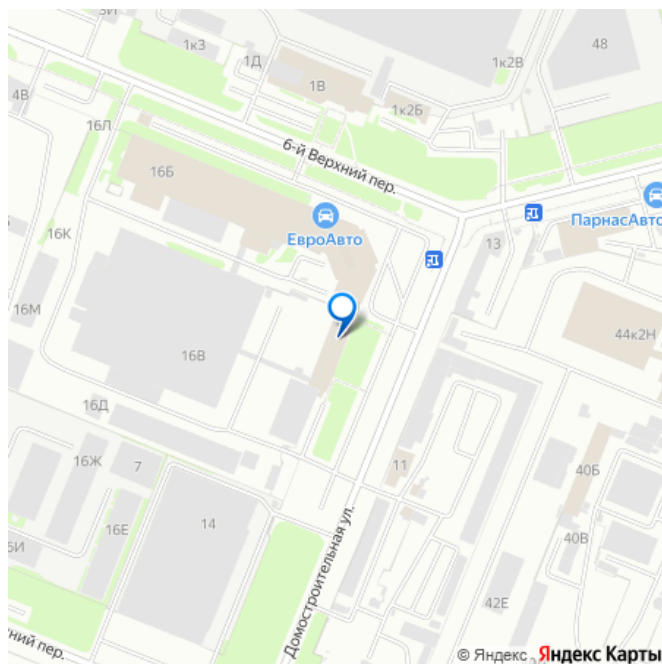 3И
1к3
1Д
1В
1к2В
48
4В
1к2Б
16Л
6-й Верхний пер.
16Б
ЕвроАвто
ПарнасАвто
16К
13
16М
44к2Н
16В
16Д
16Ж
7
11
40Б
16Е
14
40В
6И
Домостроительная ул.
42Е
ний пер.
© Яндекс Яндекс Карты